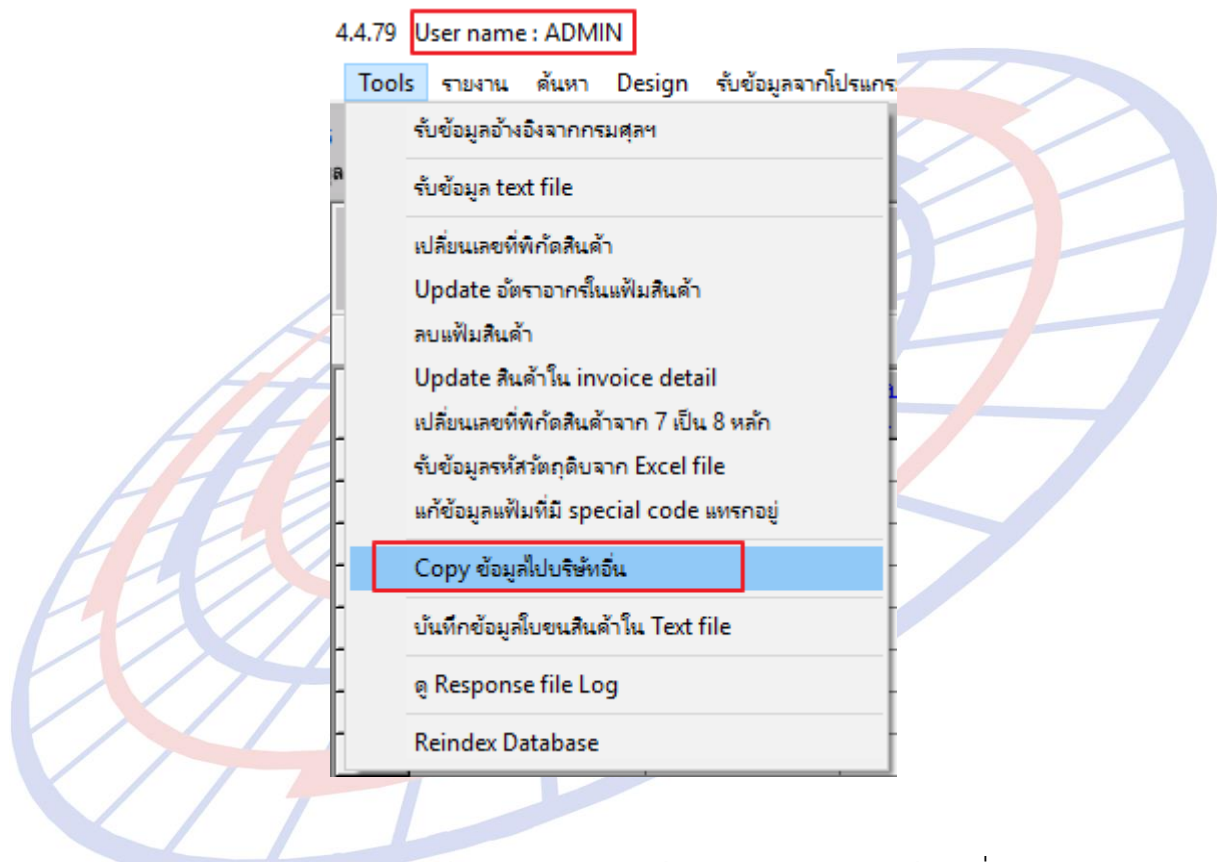 4.4.79 User name : ADMIN
Tools รายงาน ค้นหา Design รับข้อมูลจากโปรแกร
รับข้อมูลอ้างอิงจากกรมศุลฯ
รับข้อมูล text file
เปลี่ยนเลขที่พิกัดสินค้า
Update อัตราอากรในแฟ้มสินค้า
ลบแฟ้มสินค้า
Update สินค้าใน invoice detail
เปลี่ยนเลขที่พิกัดสินค้าจาก 7 เป็น 8 หลัก
รับข้อมูลรหัสวัตถุดิบจาก Excel file
แก้ข้อมูลแฟ้มที่มี special code แทรกอยู่
Copy ข้อมูลไปบริษัทอื่น
บันทึกข้อมูลใบขนสินค้าใน Text file
ดู Response file Log
Reindex Database